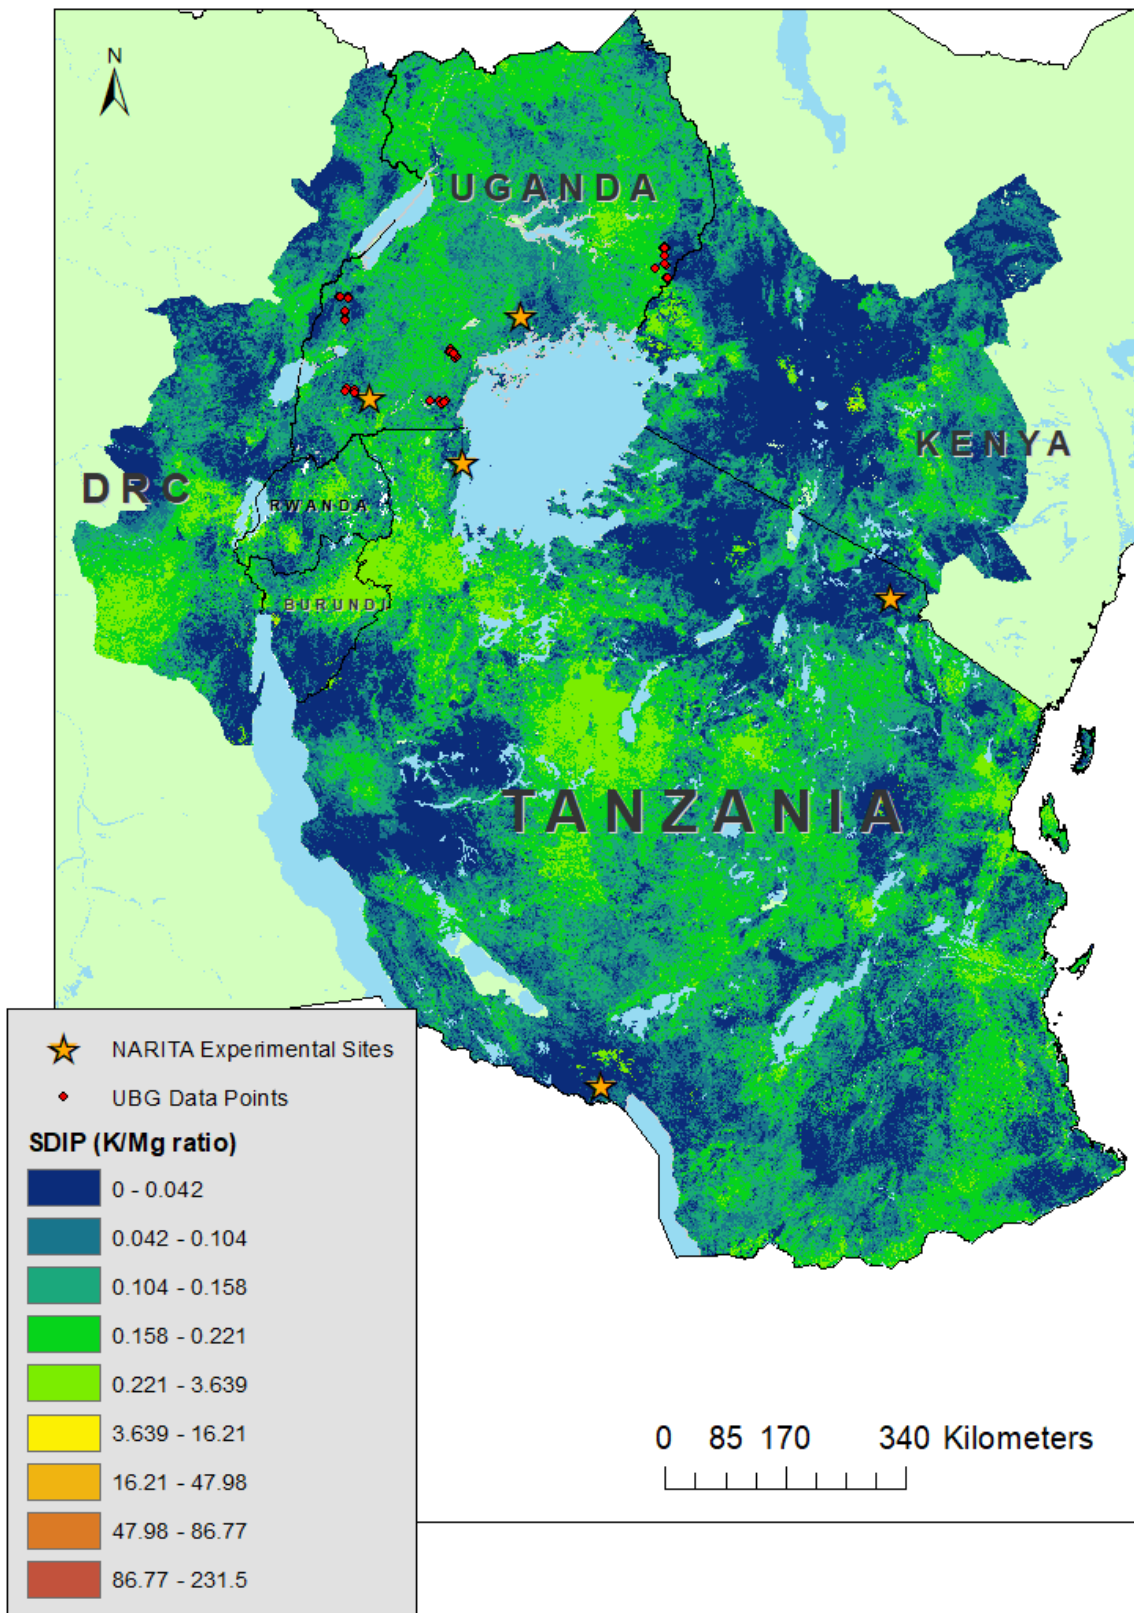 N
UGANDA
KENYA
DRC
RWANDA
BURUNDI
TANZANIA
NARITA Experimental Sites
UBG Data Points
SDIP (K/Mg ratio)
0 - 0.042
0.042 - 0.104
0.104 - 0.158
0.158 - 0.221
0.221 - 3.639
3.639 - 16.21
16.21 - 47.98
47.98 - 86.77
86.77 - 231.5
0 85 170 340 Kilometers